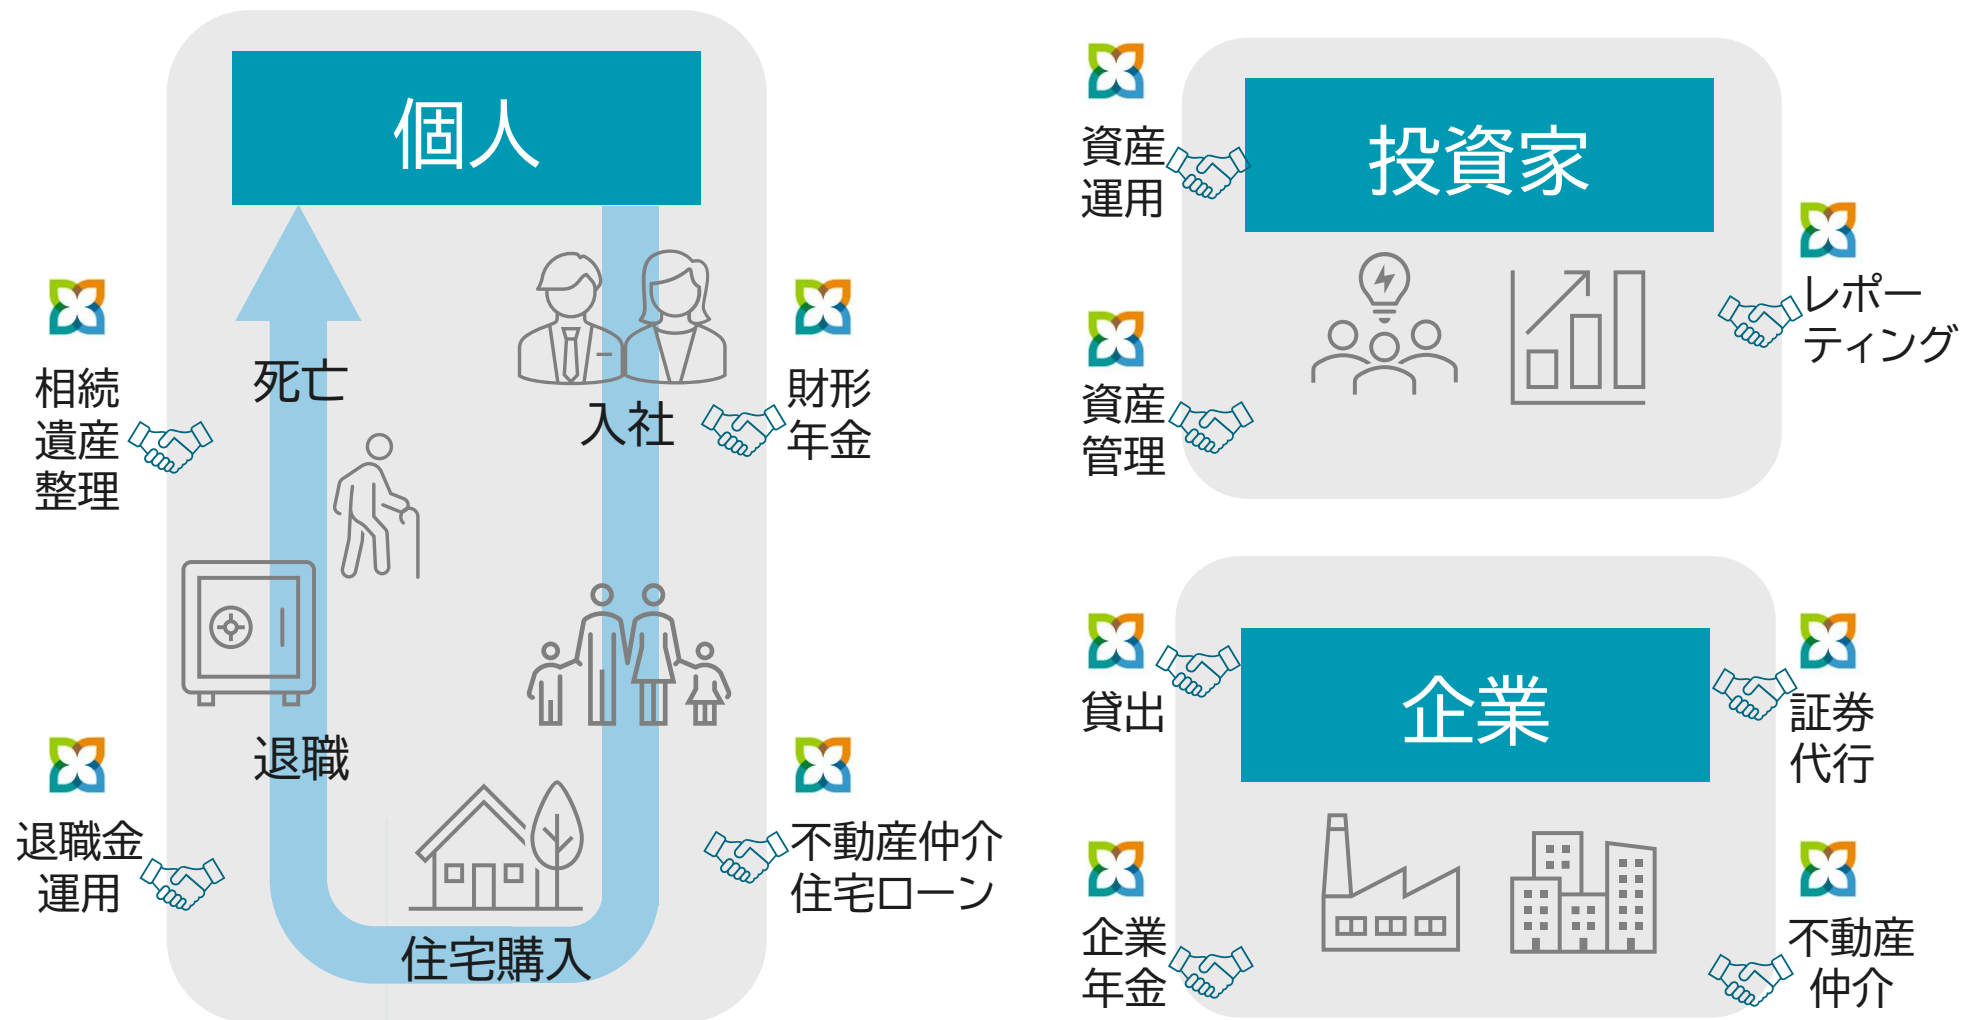 個人
死亡
入社
退職
住宅購入
相続
遺産
整理
財形
年金
退職金
運用
不動産仲介
住宅ローン
投資家
資産
運用
レポー
ティング
資産
管理
企業
貸出
証券
代行
企業
年金
不動産
仲介